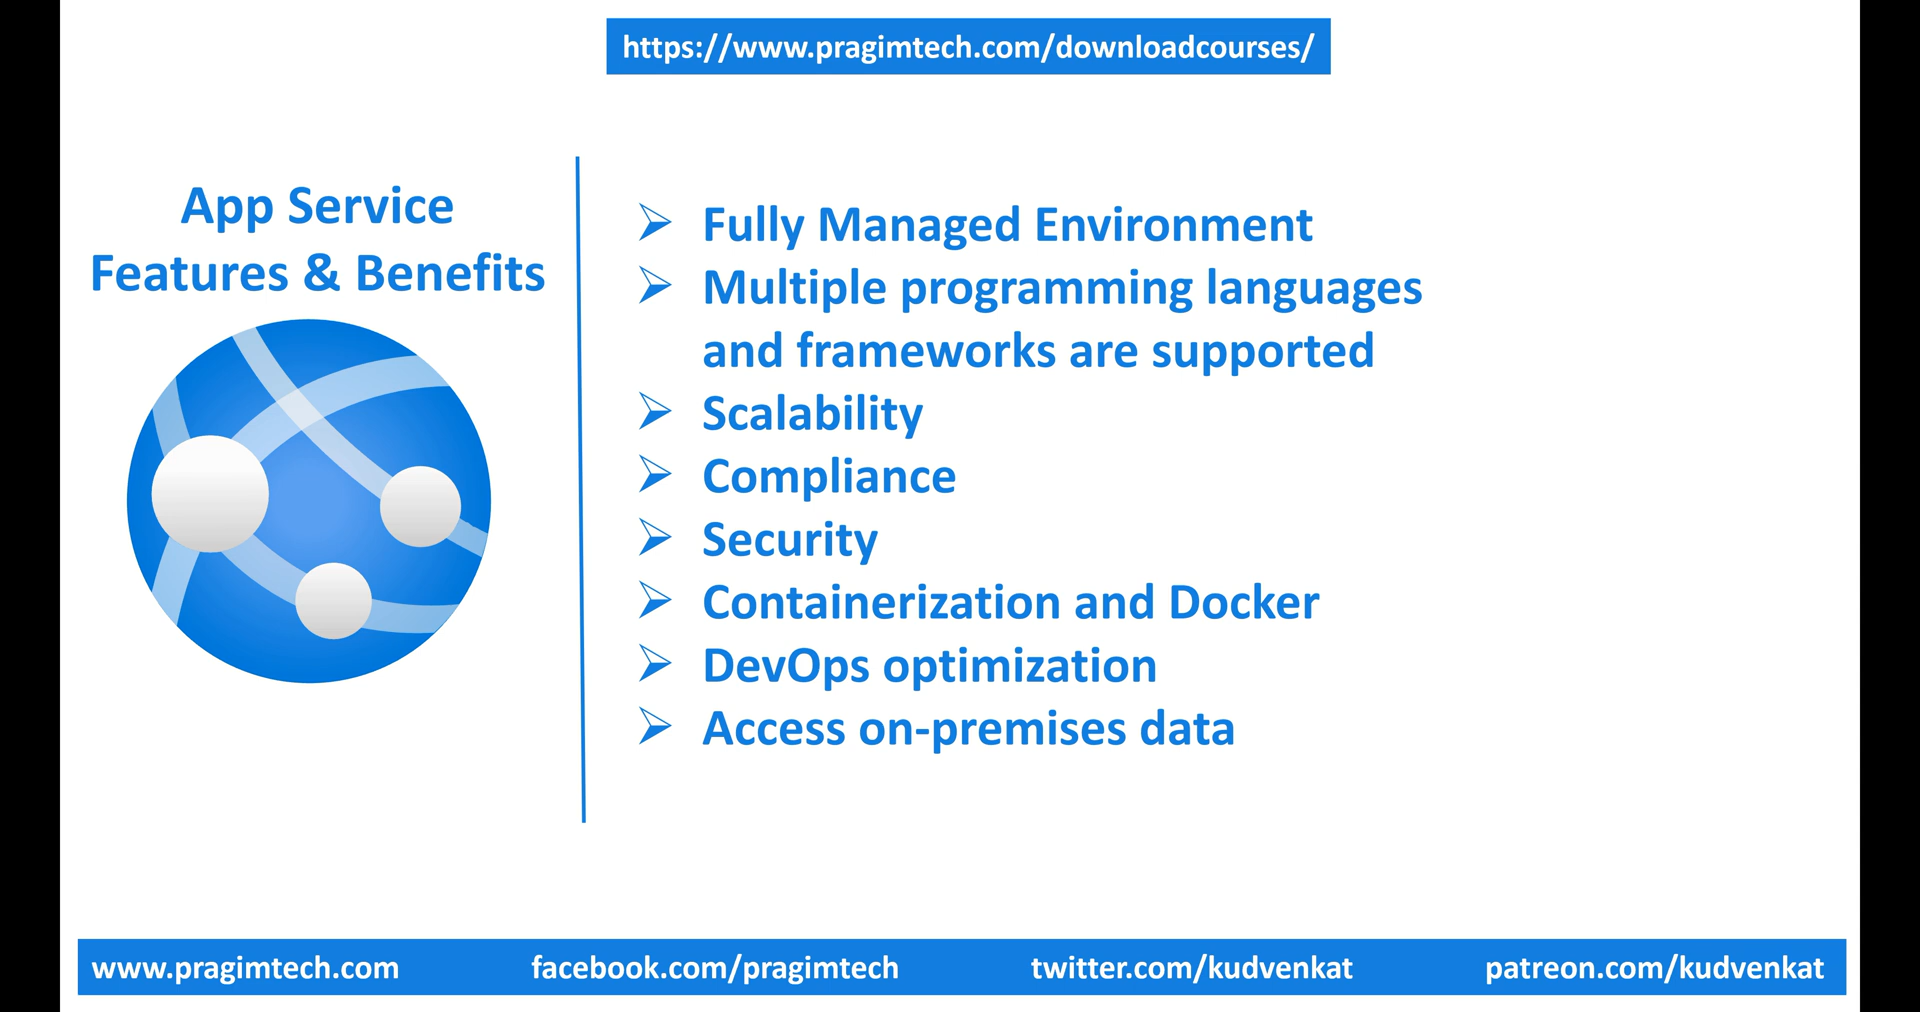 https://www.pragimtech.com/downloadcourses/
App Service
Features & Benefits
Fully Managed Environment
Multiple programming languages
and frameworks are supported
Scalability
Compliance
Security
Containerization and Docker
DevOps optimization
Access on-premises data
www.pragimtech.com facebook.com/pragimtech twitter.com/kudvenkat patreon.com/kudvenkat